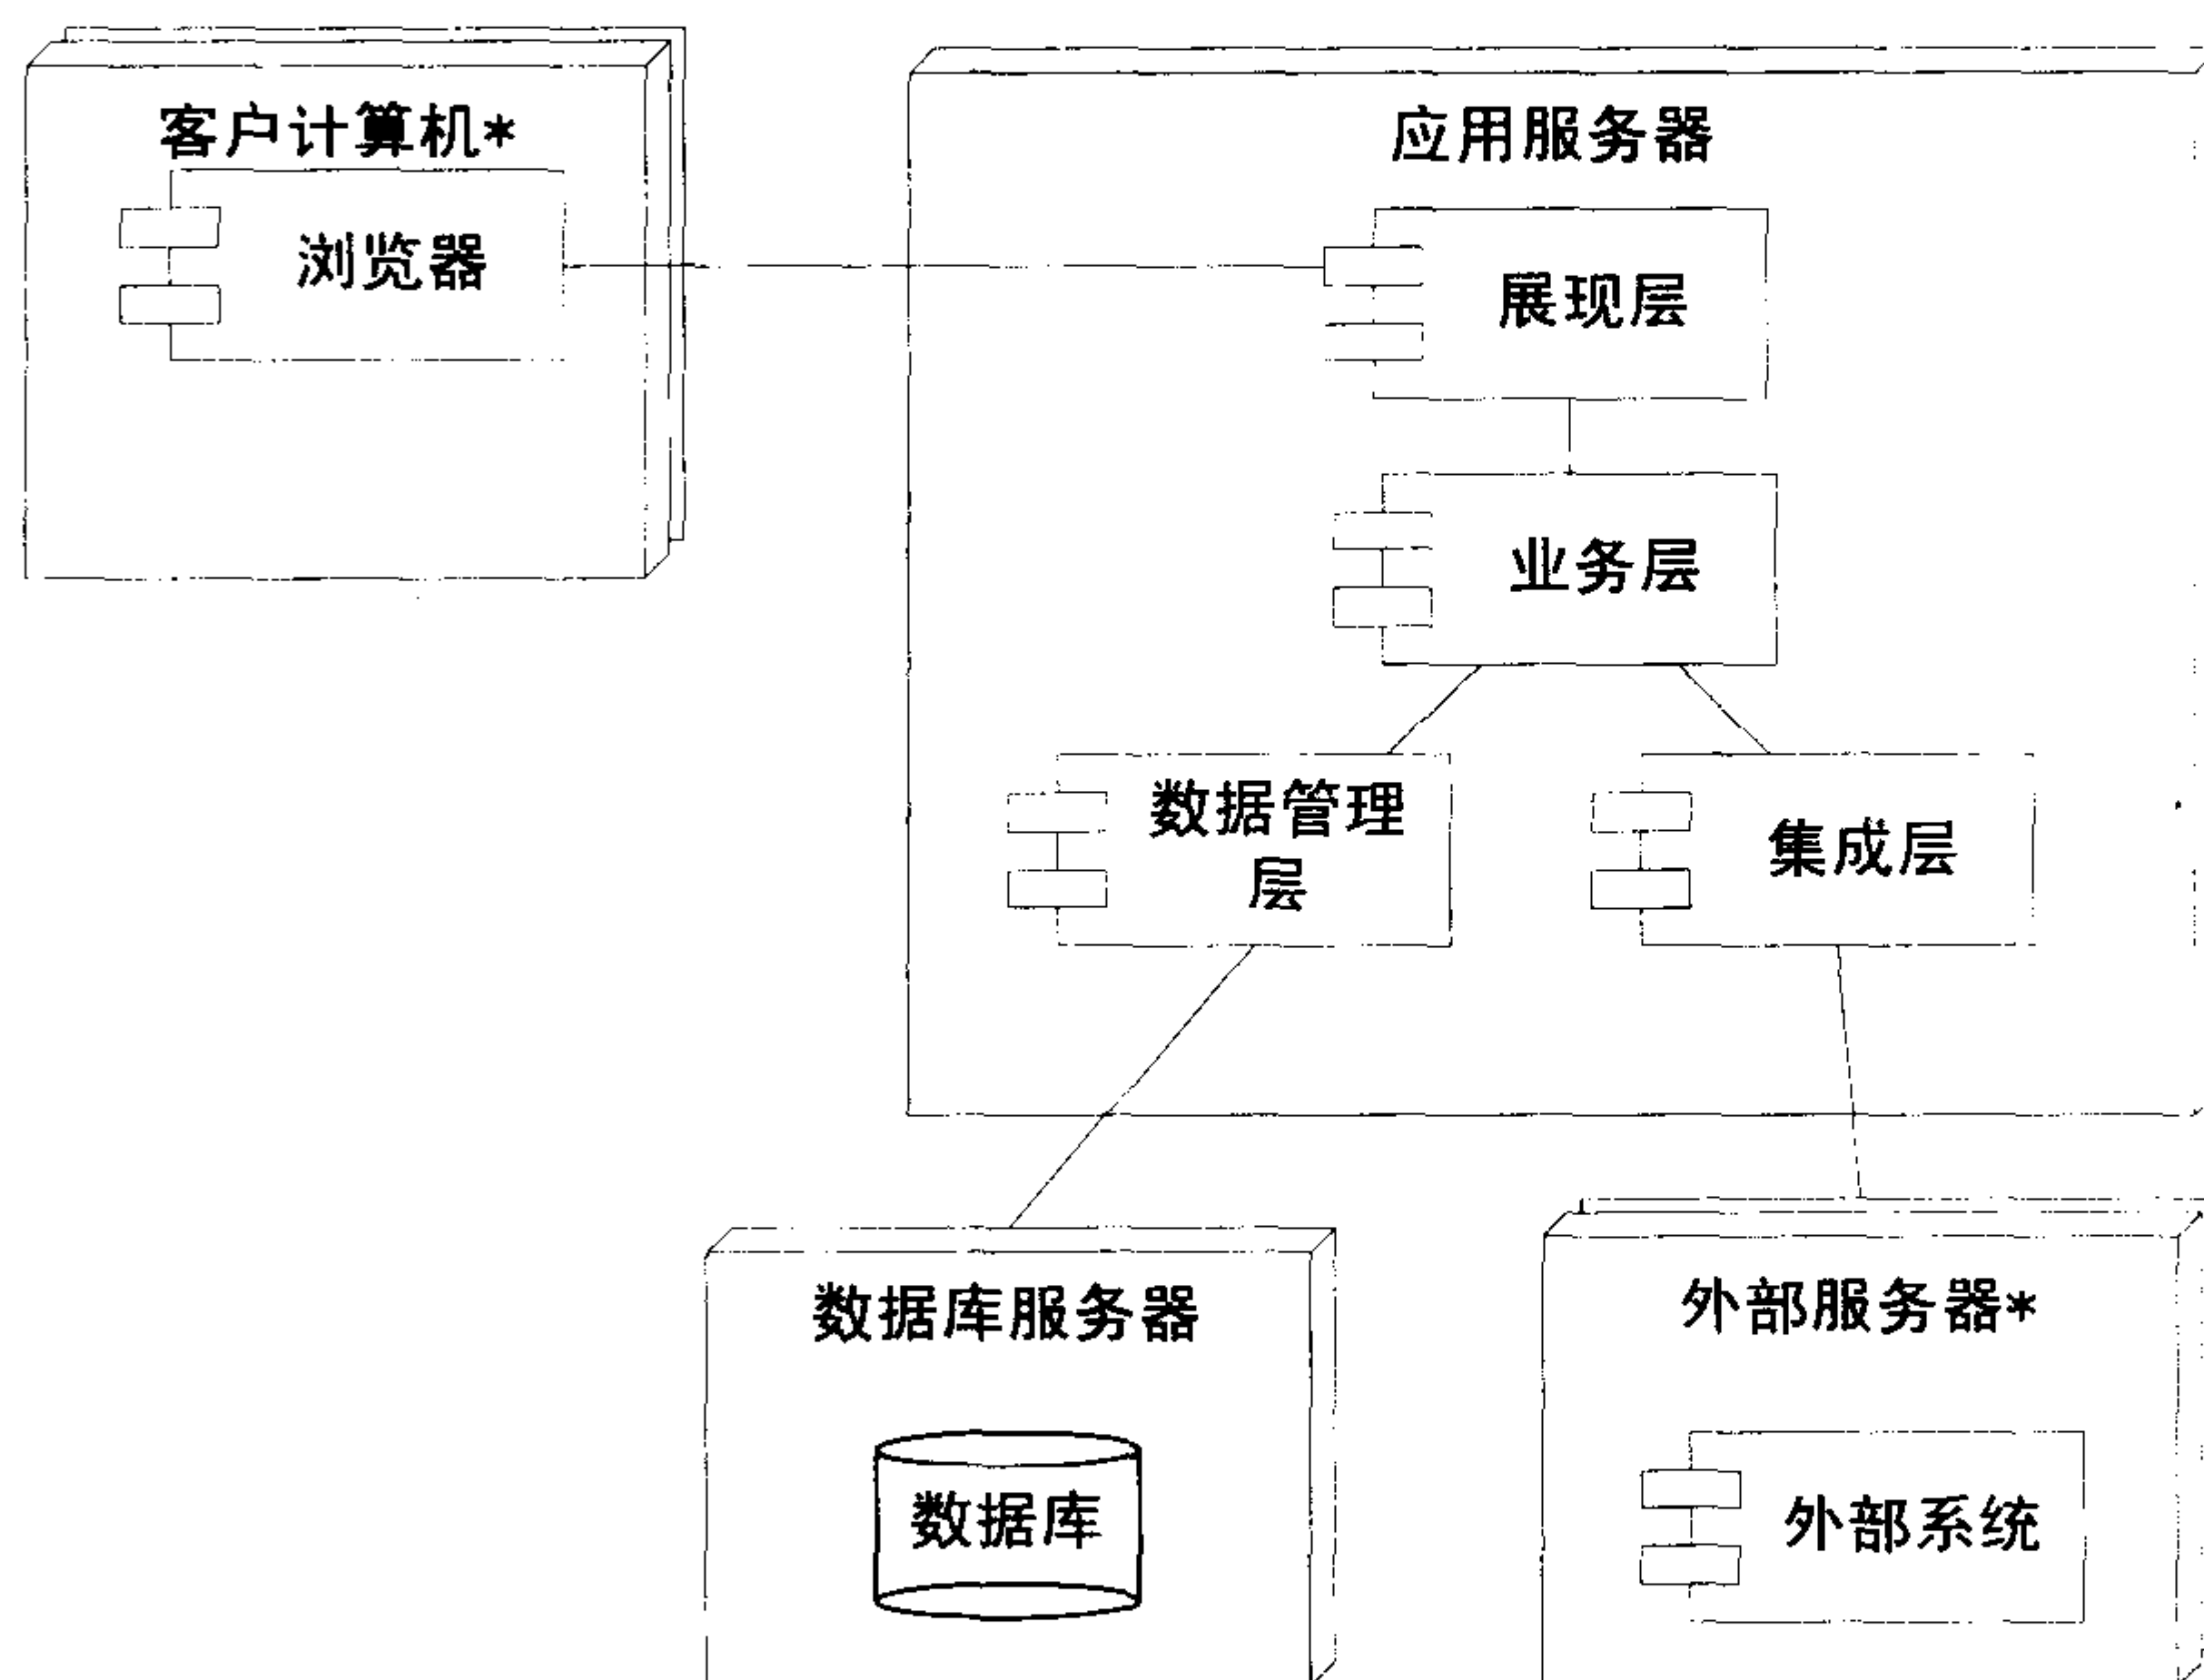 客户计算机*
浏览器
应用服务器
展现层
业务层
数据管理
层
集成层
数据库服务器
数据库
外部服务器*
外部系统